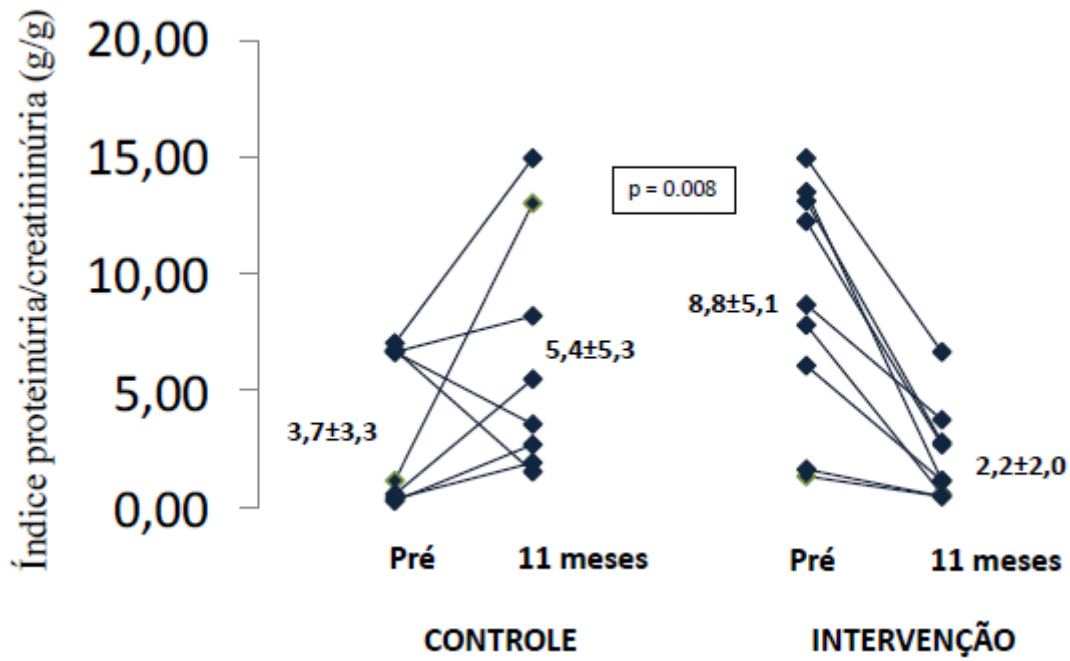 Índice proteinúria/creatininúria (g/g)
20,00
15,00
10,00
5,00
0,00
p = 0.008
8,8±5,1
5,4±5,3
3,7±3,3
2,2±2,0
Pré
11 meses
Pré
11 meses
CONTROLE
INTERVENÇÃO